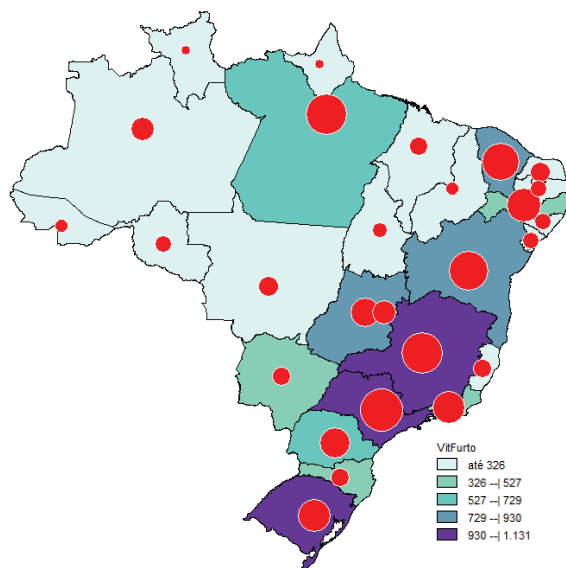 VitFurto
até 326
326 --| 527
527 --| 729
729 --| 930
930 --| 1.131